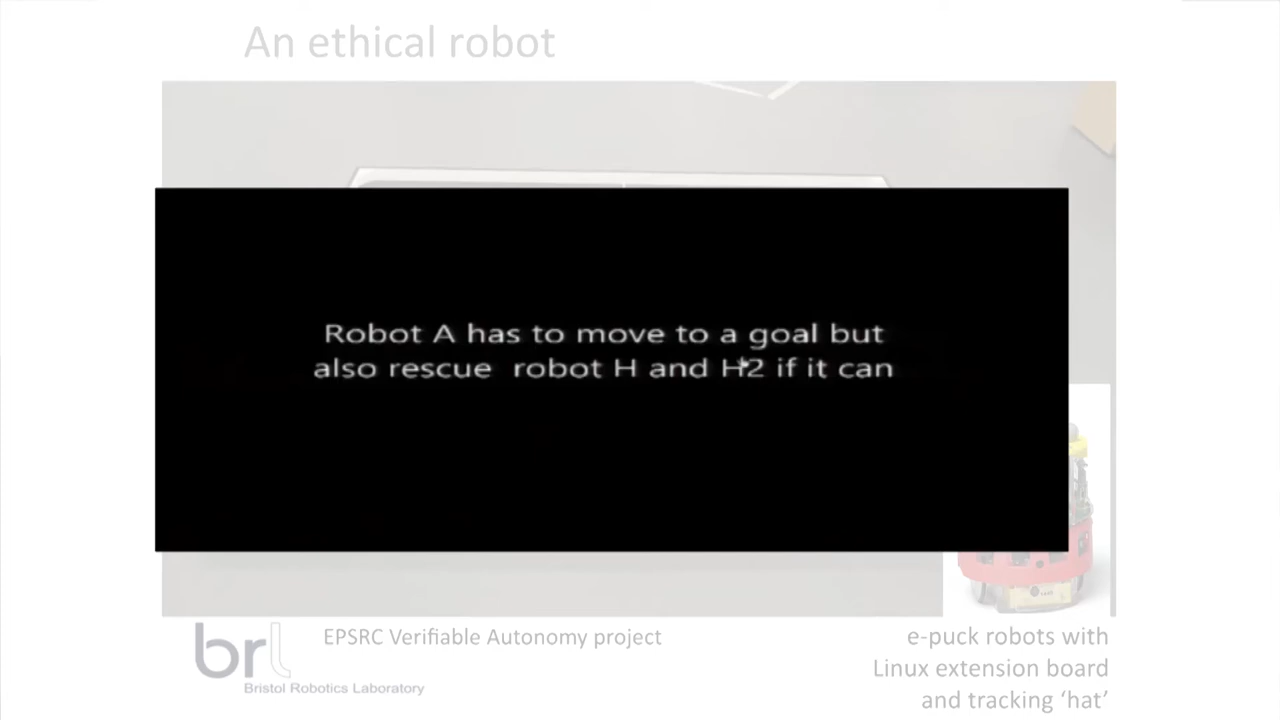 An ethical robot
Robot A has to move to a goal but
also rescue robot H and H2 if it can
brl
Bristol Robotics Laboratory
EPSRC Verifiable Autonomy project
e-puck robots with
Linux extension board
and tracking ‘hat’